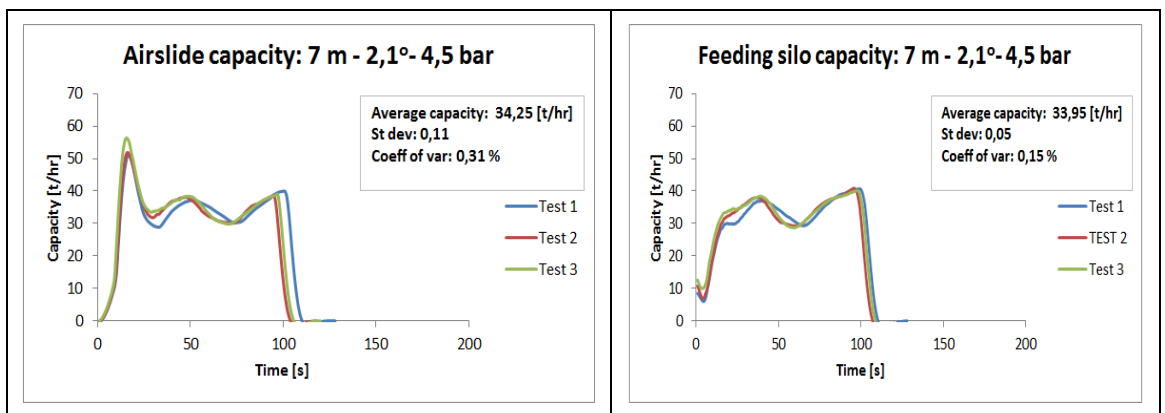 Airslide capacity: 7 m - 2,1º- 4,5 bar
70
60
50
40
30
20
10
0
Capacity [t/hr]
Average capacity: 34,25 [t/hr]
St dev: 0,11
Coeff of var: 0,31 %
Test 1
Test 2
Test 3
0 50 100 150 200
Time [s]
Feeding silo capacity: 7 m - 2,1º- 4,5 bar
70
60
50
40
30
20
10
0
Capacity [t/hr]
Average capacity: 33,95 [t/hr]
St dev: 0,05
Coeff of var: 0,15 %
Test 1
TEST 2
Test 3
0 50 100 150 200
Time [s]